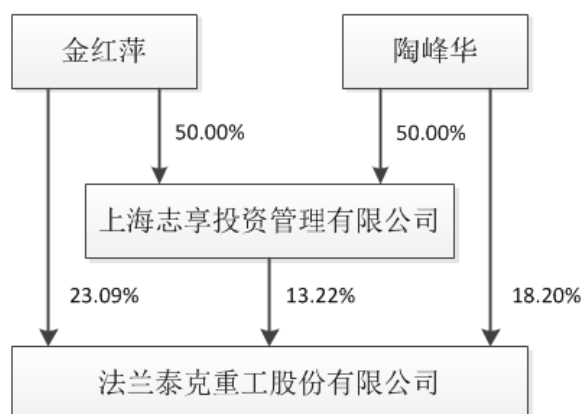 金红萍
陶峰华
50.00%
50.00%
上海志享投资管理有限公司
23.09%
13.22%
18.20%
法兰泰克重工股份有限公司